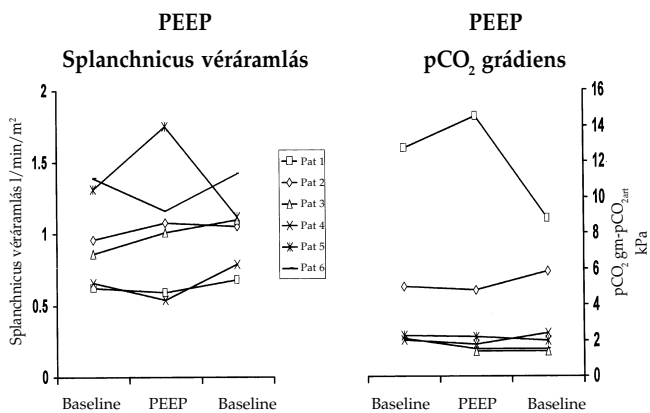 PEEP
Splanchnicus véráramlás
Splanchnicus véráramlás l/min/m²
2
1.5
1
0.5
0
Baseline PEEP Baseline
Pat 1
Pat 2
Pat 3
Pat 4
Pat 5
Pat 6
PEEP
pCO₂ grádiens
16
14
12
10
8
6
4
2
0
pCO₂ gm-pCO₂art
kPa
Baseline PEEP Baseline